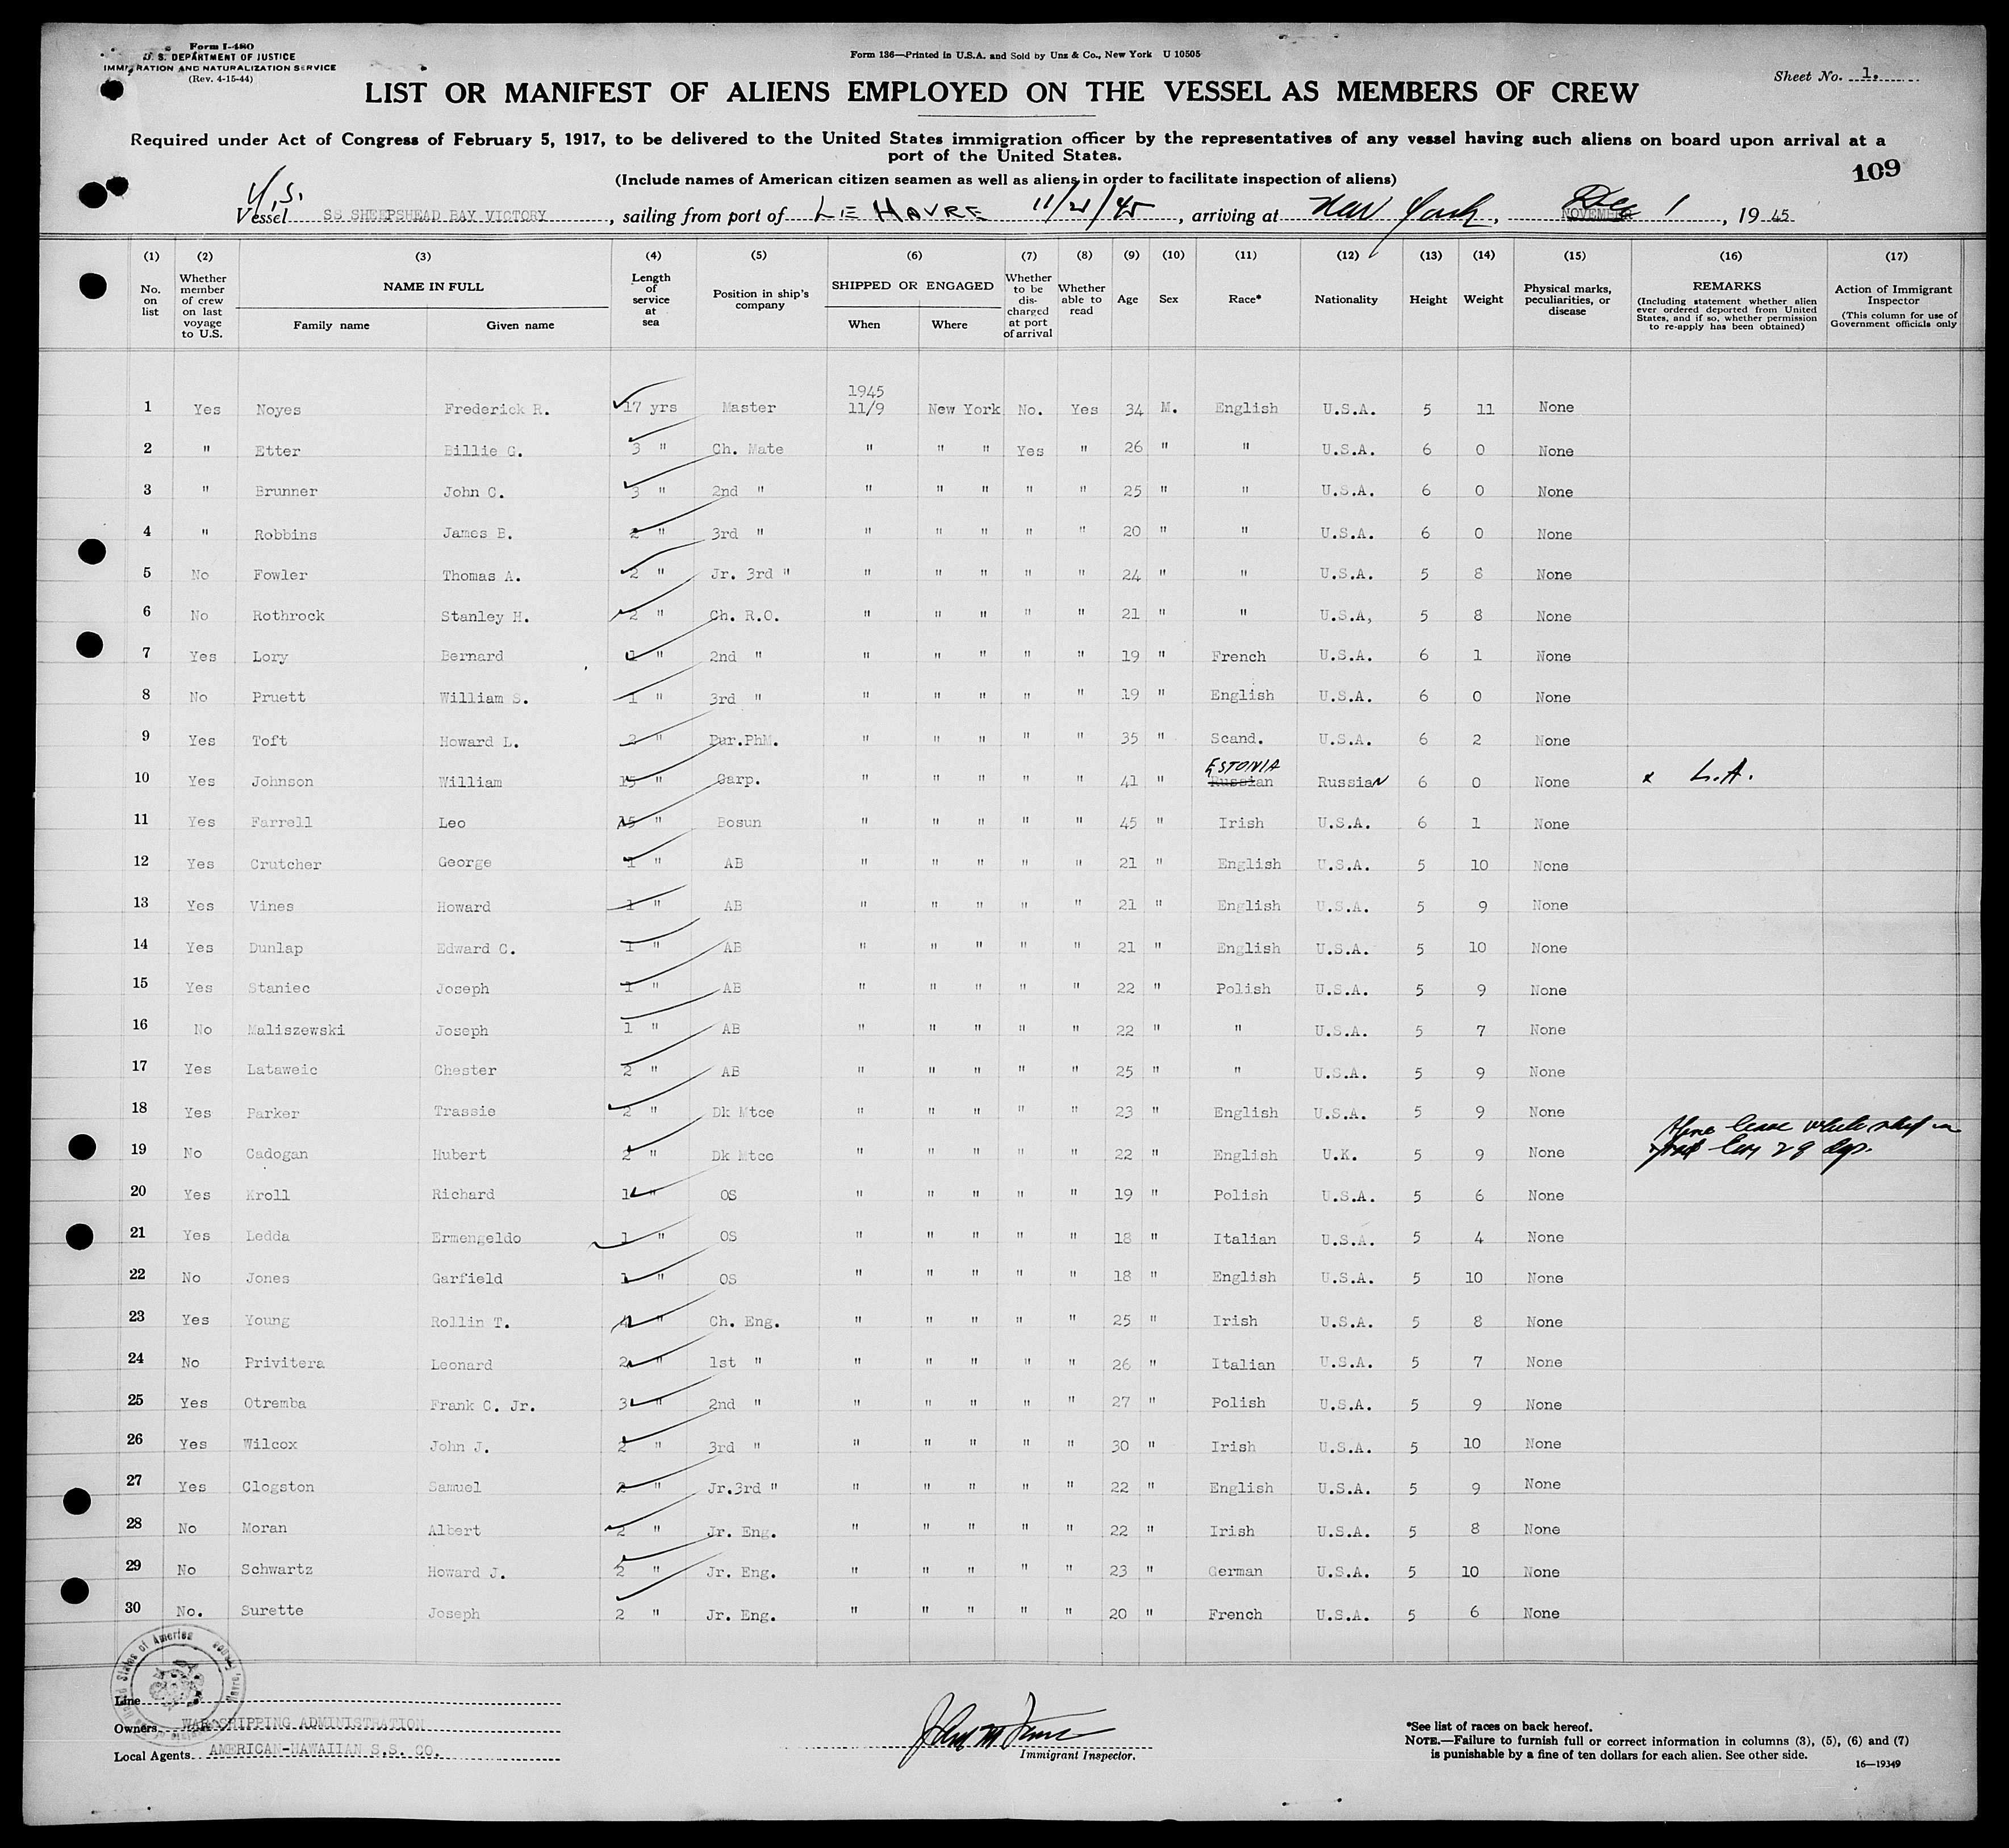 Form I-480
U. S. DEPARTMENT OF JUSTICE
IMMIGRATION AND NATURALIZATION SERVICE
(Rev. 4-15-44)
Form 136—Printed in U.S.A. and Sold by Unz & Co., New York U 10505
Sheet No. 1.
LIST OR MANIFEST OF ALIENS EMPLOYED ON THE VESSEL AS MEMBERS OF CREW
Required under Act of Congress of February 5, 1917, to be delivered to the United States immigration officer by the representatives of any vessel having such aliens on board upon arrival at a
port of the United States.
109
(Include names of American citizen seamen as well as aliens in order to facilitate inspection of aliens)
U.S.
Vessel SS SHEEPSHEAD BAY VICTORY, sailing from port of LE HAVRE 11/21/45, arriving at New York, NOVEMBER Dec 1, 19 45
(1) (2) (3) (4) (5) (6) (7) (8) (9) (10) (11) (12) (13) (14) (15) (16) (17)
No. on list
Whether member of crew on last voyage to U.S.
NAME IN FULL
Family name Given name
Length of service at sea
Position in ship's company
SHIPPED OR ENGAGED
When Where
Whether to be discharged at port of arrival
Whether able to read
Age
Sex
Race*
Nationality
Height
Weight
Physical marks, peculiarities, or disease
REMARKS
(Including statement whether alien ever ordered deported from United States, and if so, whether permission to re-apply has been obtained)
Action of Immigrant Inspector
(This column for use of Government officials only
1945
1 Yes Noyes Frederick R. 17 yrs Master 11/9 New York No. Yes 34 M. English U.S.A. 5 11 None
2 " Etter Billie G. 3 " Ch. Mate " " " Yes " 26 " " U.S.A. 6 0 None
3 " Brunner John C. 3 " 2nd " " " " " " 25 " " U.S.A. 6 0 None
4 " Robbins James B. 2 " 3rd " " " " " " 20 " " U.S.A. 6 0 None
5 No Fowler Thomas A. 2 " Jr. 3rd " " " " " " 24 " " U.S.A. 5 8 None
6 No Rothrock Stanley H. 2 " Ch. R.O. " " " " " 21 " " U.S.A, 5 8 None
7 Yes Lory Bernard 1 " 2nd " " " " " " 19 " French U.S.A. 6 1 None
8 No Pruett William S. 1 " 3rd " " " " " " 19 " English U.S.A. 6 0 None
9 Yes Toft Howard L. 2 " Pur.PhM. " " " " " 35 " Scand. U.S.A. 6 2 None
ESTONIA
10 Yes Johnson William 15 " Carp. " " " " " 41 " Russian Russian 6 0 None x L.A.
11 Yes Farrell Leo 15 " Bosun " " " " " 45 " Irish U.S.A. 6 1 None
12 Yes Crutcher George 1 " AB " " " " " 21 " English U.S.A. 5 10 None
13 Yes Vines Howard 1 " AB " " " " " 21 " English U.S.A. 5 9 None
14 Yes Dunlap Edward C. 1 " AB " " " " " 21 " English U.S.A. 5 10 None
15 Yes Staniec Joseph 1 " AB " " " " " 22 " Polish U.S.A. 5 9 None
16 No Maliszewski Joseph 1 " AB " " " " " 22 " " U.S.A. 5 7 None
17 Yes Lataweic Chester 2 " AB " " " " " 25 " " U.S.A. 5 9 None
18 Yes Parker Trassie 2 " Dk Mtce " " " " " 23 " English U.S.A. 5 9 None
19 No Cadogan Hubert 2 " Dk Mtce " " " " " 22 " English U.K. 5 9 None leave while ship in
29 dys.
20 Yes Kroll Richard 1 " OS " " " " " 19 " Polish U.S.A. 5 6 None
21 Yes Ledda Ermengeldo 1 " OS " " " " " 18 " Italian U.S.A. 5 4 None
22 No Jones Garfield 1 " OS " " " " " 18 " English U.S.A. 5 10 None
23 Yes Young Rollin T. 4 " Ch. Eng. " " " " " 25 " Irish U.S.A. 5 8 None
24 No Privitera Leonard 2 " 1st " " " " " " 26 " Italian U.S.A. 5 7 None
25 Yes Otremba Frank C. Jr. 3 " 2nd " " " " " " 27 " Polish U.S.A. 5 9 None
26 Yes Wilcox John J. 2 " 3rd " " " " " " 30 " Irish U.S.A. 5 10 None
27 Yes Clogston Samuel 2 " Jr.3rd " " " " " " 22 " English U.S.A. 5 9 None
28 No Moran Albert 2 " Jr. Eng. " " " " " 22 " Irish U.S.A. 5 8 None
29 No Schwartz Howard J. 2 " Jr. Eng. " " " " " 23 " German U.S.A. 5 10 None
30 No. Surette Joseph 2 " Jr. Eng. " " " " " 20 " French U.S.A. 5 6 None
States of America
Line
Owners WAR SHIPPING ADMINISTRATION
Local Agents AMERICAN-HAWAIIAN S.S. CO.
John M
Immigrant Inspector.
*See list of races on back hereof.
NOTE.—Failure to furnish full or correct information in columns (3), (5), (6) and (7)
is punishable by a fine of ten dollars for each alien. See other side.
16—19349